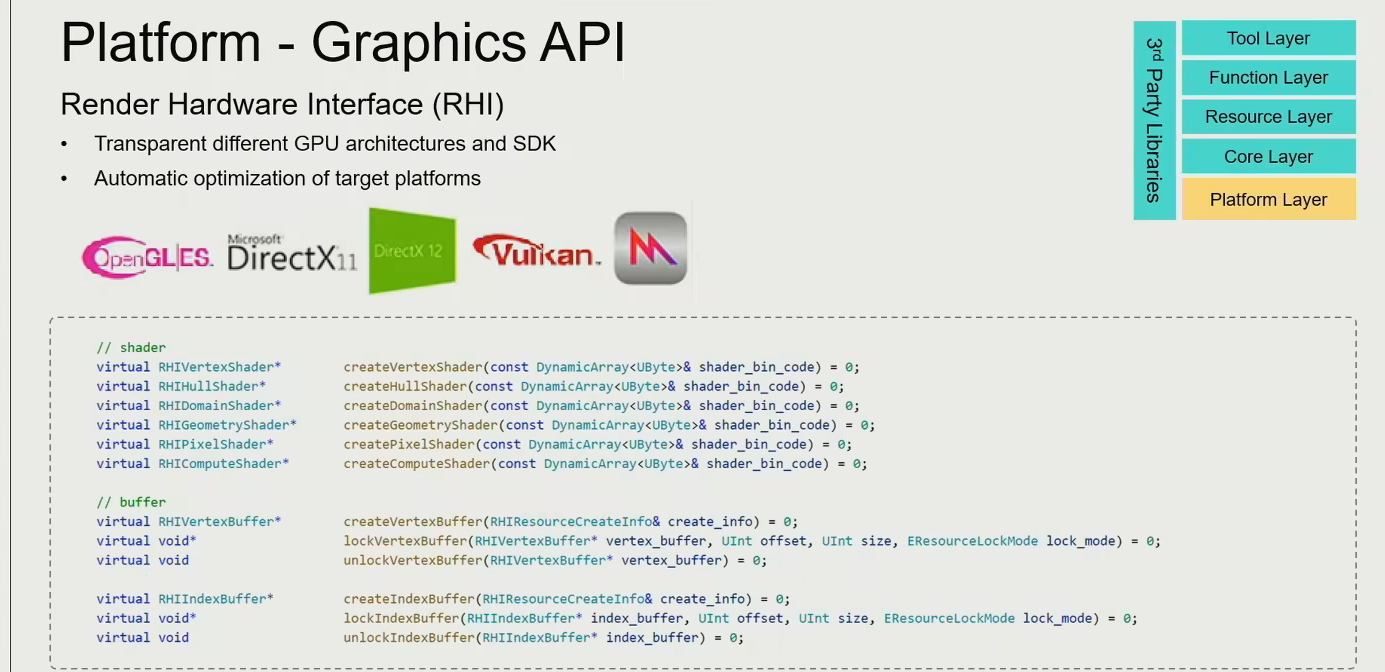 Platform - Graphics API
Render Hardware Interface (RHI)
• Transparent different GPU architectures and SDK
• Automatic optimization of target platforms
3rd Party Libraries
Tool Layer
Function Layer
Resource Layer
Core Layer
Platform Layer
OpenGL|ES™
Microsoft® DirectX11
DirectX 12
Vulkan™
// shader
virtual RHIVertexShader* createVertexShader(const DynamicArray<UByte>& shader_bin_code) = 0;
virtual RHIHullShader* createHullShader(const DynamicArray<UByte>& shader_bin_code) = 0;
virtual RHIDomainShader* createDomainShader(const DynamicArray<UByte>& shader_bin_code) = 0;
virtual RHIGeometryShader* createGeometryShader(const DynamicArray<UByte>& shader_bin_code) = 0;
virtual RHIPixelShader* createPixelShader(const DynamicArray<UByte>& shader_bin_code) = 0;
virtual RHIComputeShader* createComputeShader(const DynamicArray<UByte>& shader_bin_code) = 0;
// buffer
virtual RHIVertexBuffer* createVertexBuffer(RHIResourceCreateInfo& create_info) = 0;
virtual void* lockVertexBuffer(RHIVertexBuffer* vertex_buffer, UInt offset, UInt size, EResourceLockMode lock_mode) = 0;
virtual void unlockVertexBuffer(RHIVertexBuffer* vertex_buffer) = 0;
virtual RHIIndexBuffer* createIndexBuffer(RHIResourceCreateInfo& create_info) = 0;
virtual void* lockIndexBuffer(RHIIndexBuffer* index_buffer, UInt offset, UInt size, EResourceLockMode lock_mode) = 0;
virtual void unlockIndexBuffer(RHIIndexBuffer* index_buffer) = 0;